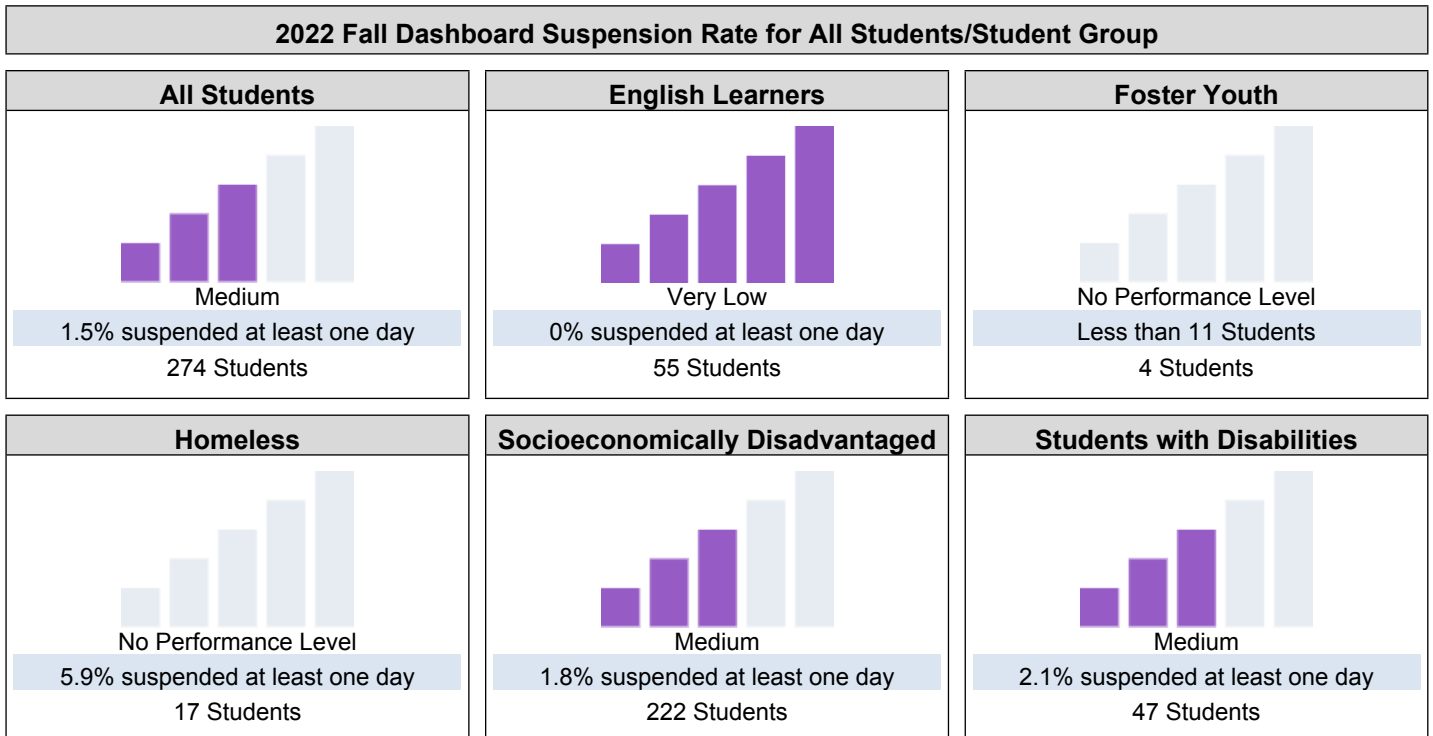 2022 Fall Dashboard Suspension Rate for All Students/Student Group
All Students
Medium
1.5% suspended at least one day
274 Students
English Learners
Very Low
0% suspended at least one day
55 Students
Foster Youth
No Performance Level
Less than 11 Students
4 Students
Homeless
No Performance Level
5.9% suspended at least one day
17 Students
Socioeconomically Disadvantaged
Medium
1.8% suspended at least one day
222 Students
Students with Disabilities
Medium
2.1% suspended at least one day
47 Students